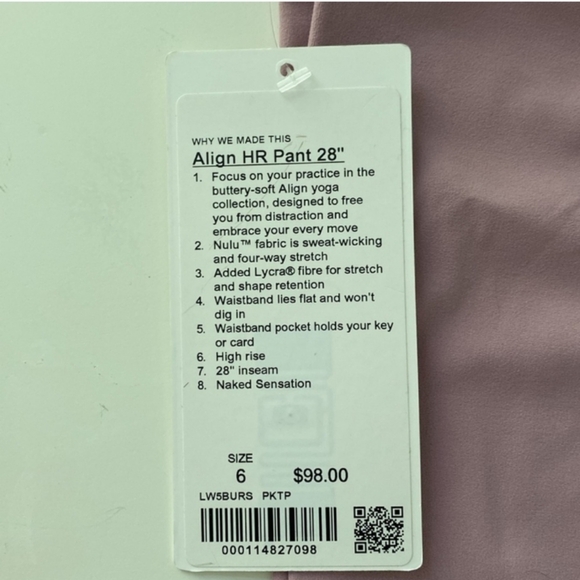 WHY WE MADE THIS
Align HR Pant 28"
1. Focus on your practice in the
buttery-soft Align yoga
collection, designed to free
you from distraction and
embrace your every move
2. Nulu™ fabric is sweat-wicking
and four-way stretch
3. Added Lycra® fibre for stretch
and shape retention
4. Waistband lies flat and won't
dig in
5. Waistband pocket holds your key
or card
6. High rise
7. 28" inseam
8. Naked Sensation
SIZE
6 $98.00
LW5BURS PKTP
000114827098